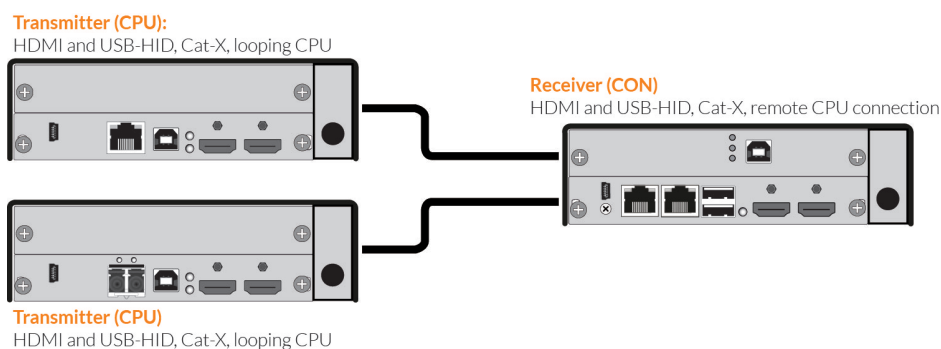 Transmitter (CPU):
HDMI and USB-HID, Cat-X, looping CPU
Receiver (CON)
HDMI and USB-HID, Cat-X, remote CPU connection
Transmitter (CPU)
HDMI and USB-HID, Cat-X, looping CPU